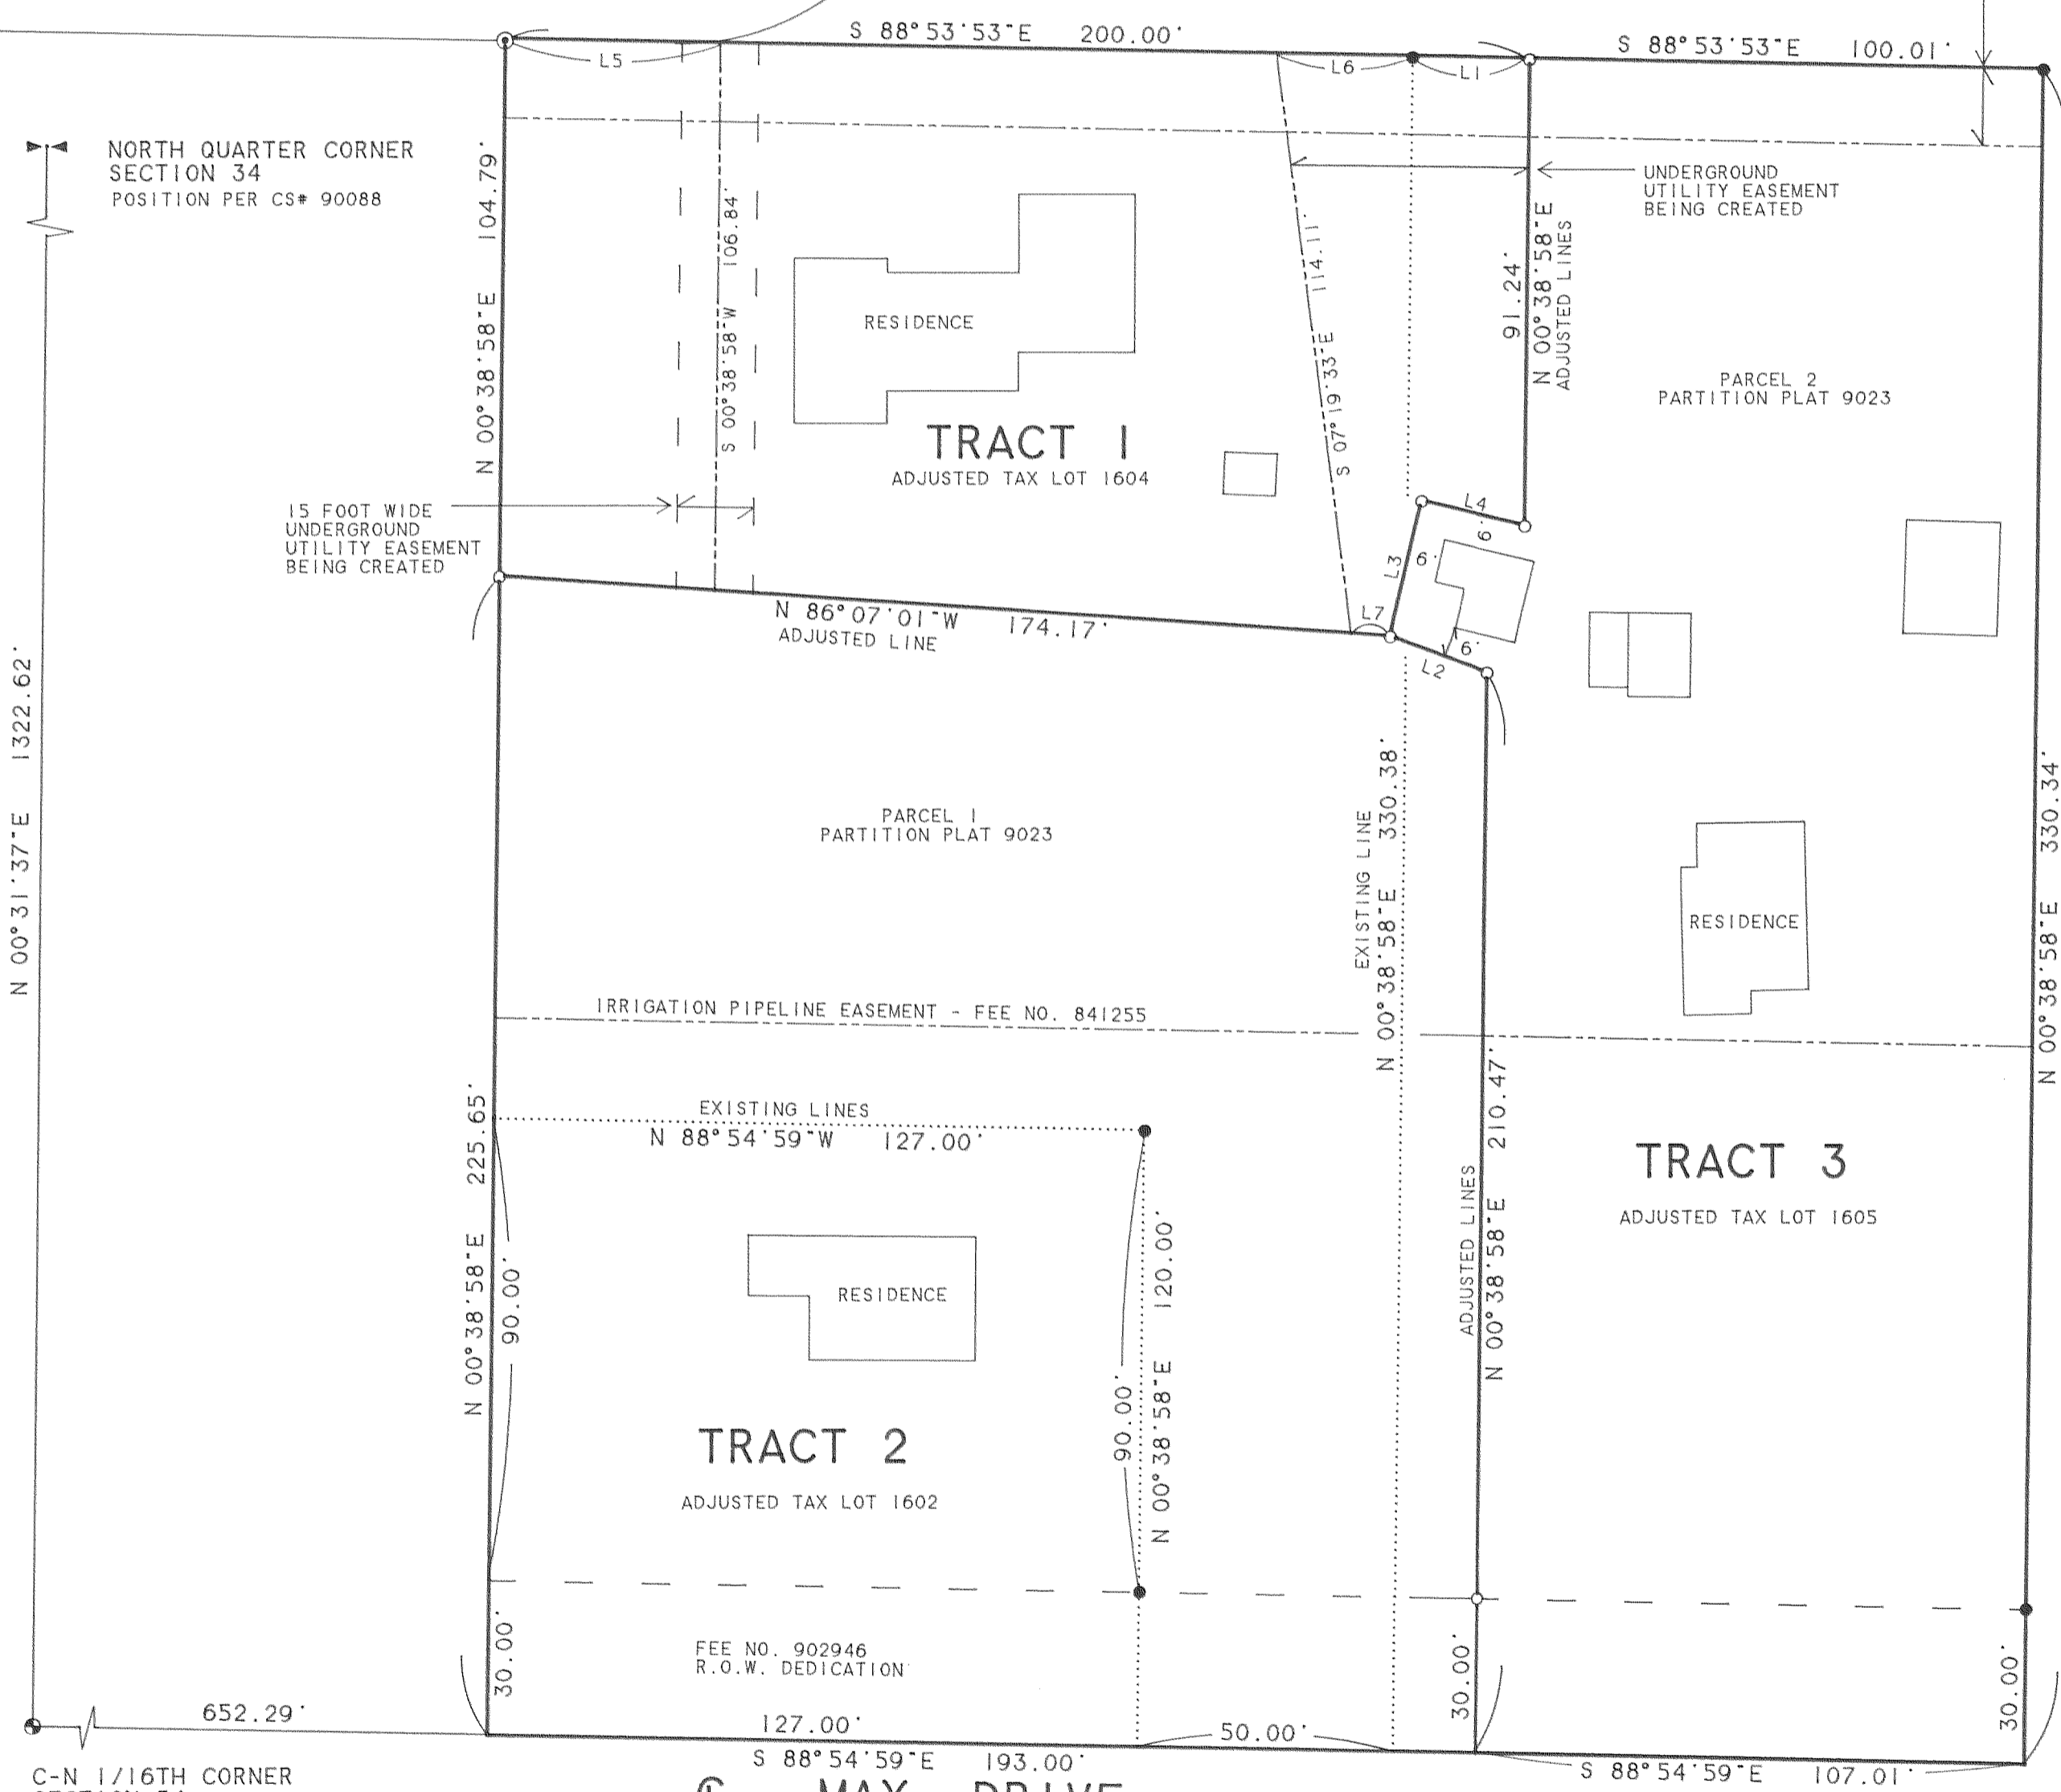 S 88°53'53"E 200.00'
S 88°53'53"E 100.01'
L5
L6
L1
NORTH QUARTER CORNER
SECTION 34
POSITION PER CS# 90088
N 00°38'58"E 104.79'
S 00°38'58"W 106.84'
RESIDENCE
S 07°19'33"E 114.11'
UNDERGROUND
UTILITY EASEMENT
BEING CREATED
91.24'
N 00°38'58"E
ADJUSTED LINES
PARCEL 2
PARTITION PLAT 9023
TRACT 1
ADJUSTED TAX LOT 1604
15 FOOT WIDE
UNDERGROUND
UTILITY EASEMENT
BEING CREATED
L4
6'
L3
6'
L7
6'
L2
N 86°07'01"W 174.17'
ADJUSTED LINE
N 00°31'37"E 1322.62'
PARCEL 1
PARTITION PLAT 9023
EXISTING LINE
N 00°38'58"E 330.38'
RESIDENCE
N 00°38'58"E 330.34'
IRRIGATION PIPELINE EASEMENT - FEE NO. 841255
EXISTING LINES
N 88°54'59"W 127.00'
N 00°38'58"E 225.65'
90.00'
RESIDENCE
90.00'
N 00°38'58"E 120.00'
ADJUSTED LINES
N 00°38'58"E 210.47'
TRACT 3
ADJUSTED TAX LOT 1605
TRACT 2
ADJUSTED TAX LOT 1602
30.00'
FEE NO. 902946
R.O.W. DEDICATION
30.00'
30.00'
652.29'
127.00'
50.00'
S 88°54'59"E 193.00'
S 88°54'59"E 107.01'
C-N 1/16TH CORNER
SECTION 34
℄ MAY DRIVE